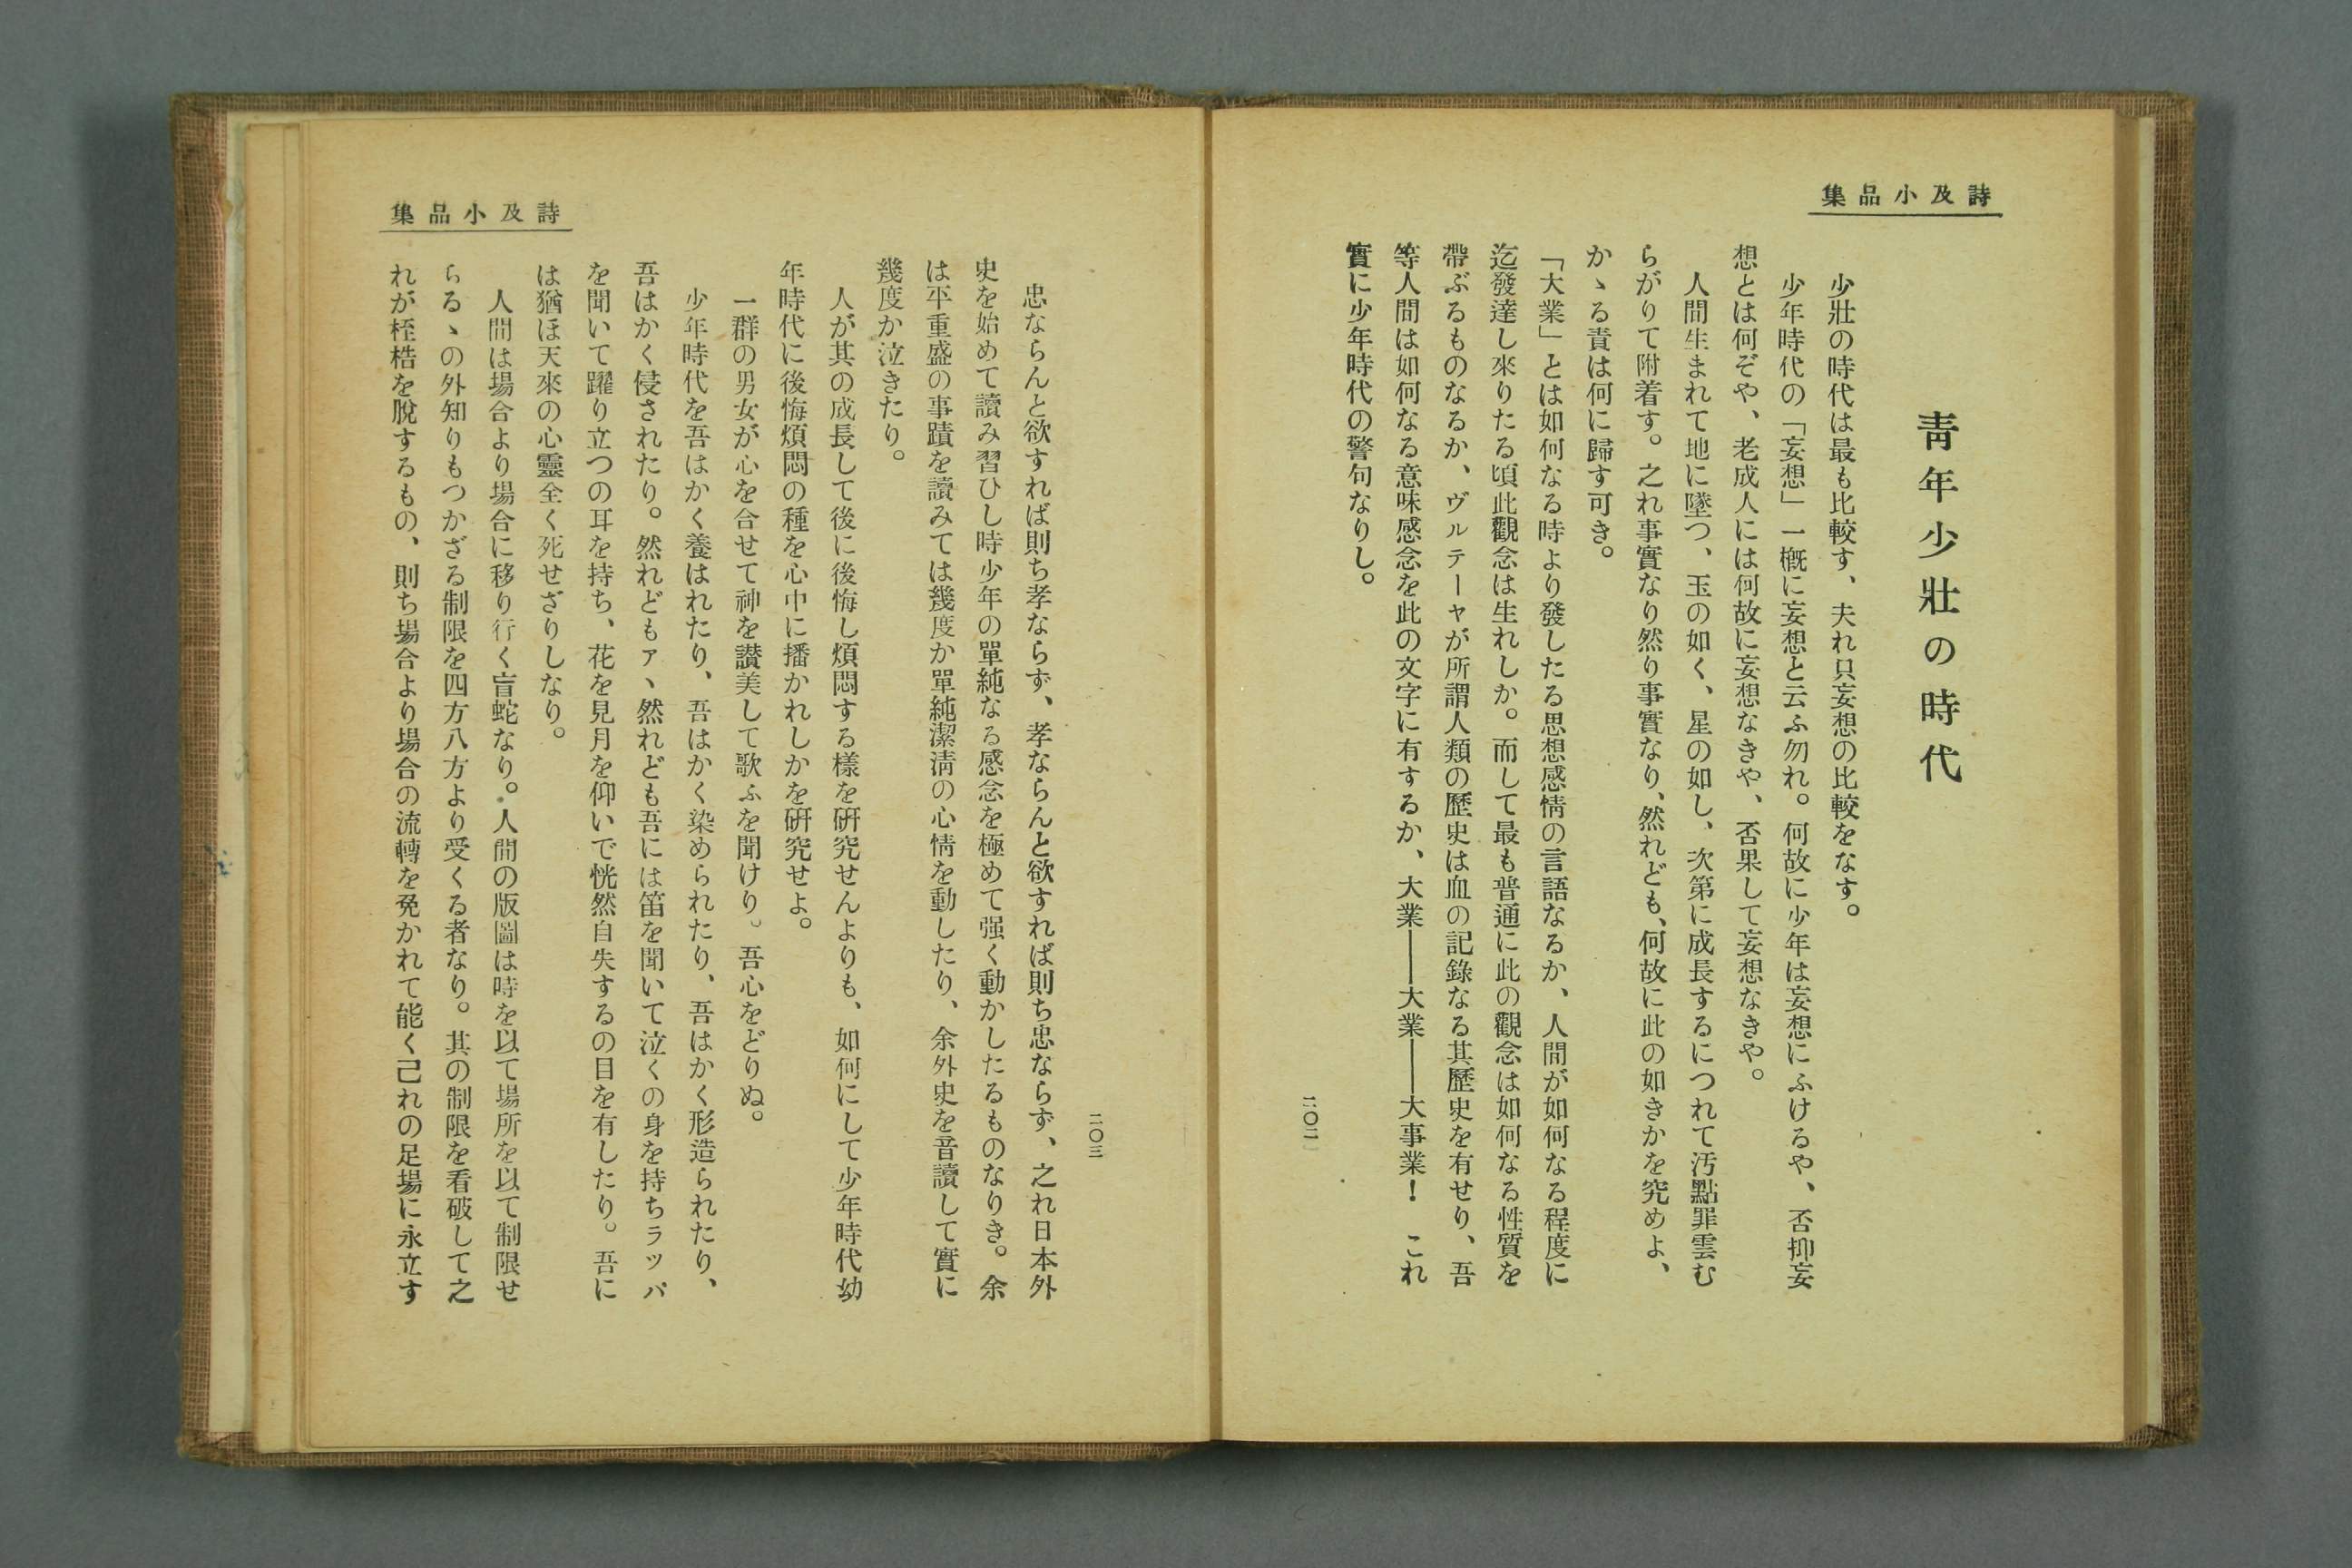 詩及小品集
靑年少壯の時代
少壯の時代は最も比較す、夫れ只妄想の比較をなす。
少年時代の「妄想」一槪に妄想と云ふ勿れ。何故に少年は妄想にふけるや、否抑妄
想とは何ぞや、老成人には何故に妄想なきや、否果して妄想なきや。
人間生まれて地に墜つ、玉の如く、星の如し、次第に成長するにつれて汚點罪雲む
らがりて附着す。之れ事實なり然り事實なり、然れども、何故に此の如きかを究めよ、
かゝる責は何に歸す可き。
「大業」とは如何なる時より發したる思想感情の言語なるか、人間が如何なる程度に
迄發達し來りたる頃此觀念は生れしか。而して最も普通に此の觀念は如何なる性質を
帶ぶるものなるか、ヴルテーヤが所謂人類の歷史は血の記錄なる其歷史を有せり、吾
等人間は如何なる意味感念を此の文字に有するか、大業――大業――大事業！　これ
實に少年時代の警句なりし。
二〇二
詩及小品集
忠ならんと欲すれば則ち孝ならず、孝ならんと欲すれば則ち忠ならず、之れ日本外
史を始めて讀み習ひし時少年の單純なる感念を極めて强く動かしたるものなりき。余
は平重盛の事蹟を讀みては幾度か單純潔淸の心情を動したり、余外史を音讀して實に
幾度か泣きたり。
人が其の成長して後に後悔し煩悶する樣を硏究せんよりも、如何にして少年時代幼
年時代に後悔煩悶の種を心中に播かれしかを硏究せよ。
一群の男女が心を合せて神を讃美して歌ふを聞けり。吾心をどりぬ。
少年時代を吾はかく養はれたり、吾はかく染められたり、吾はかく形造られたり、
吾はかく侵されたり。然れどもァヽ然れども吾には笛を聞いて泣くの身を持ちラッパ
を聞いて躍り立つの耳を持ち、花を見月を仰いで恍然自失するの目を有したり。吾に
は猶ほ天來の心靈全く死せざりしなり。
人間は場合より場合に移り行く盲蛇なり。人間の版圖は時を以て場所を以て制限せ
らるゝの外知りもつかざる制限を四方八方より受くる者なり。其の制限を看破して之
れが桎梏を脫するもの、則ち場合より場合の流轉を免かれて能く己れの足場に永立す
二〇三